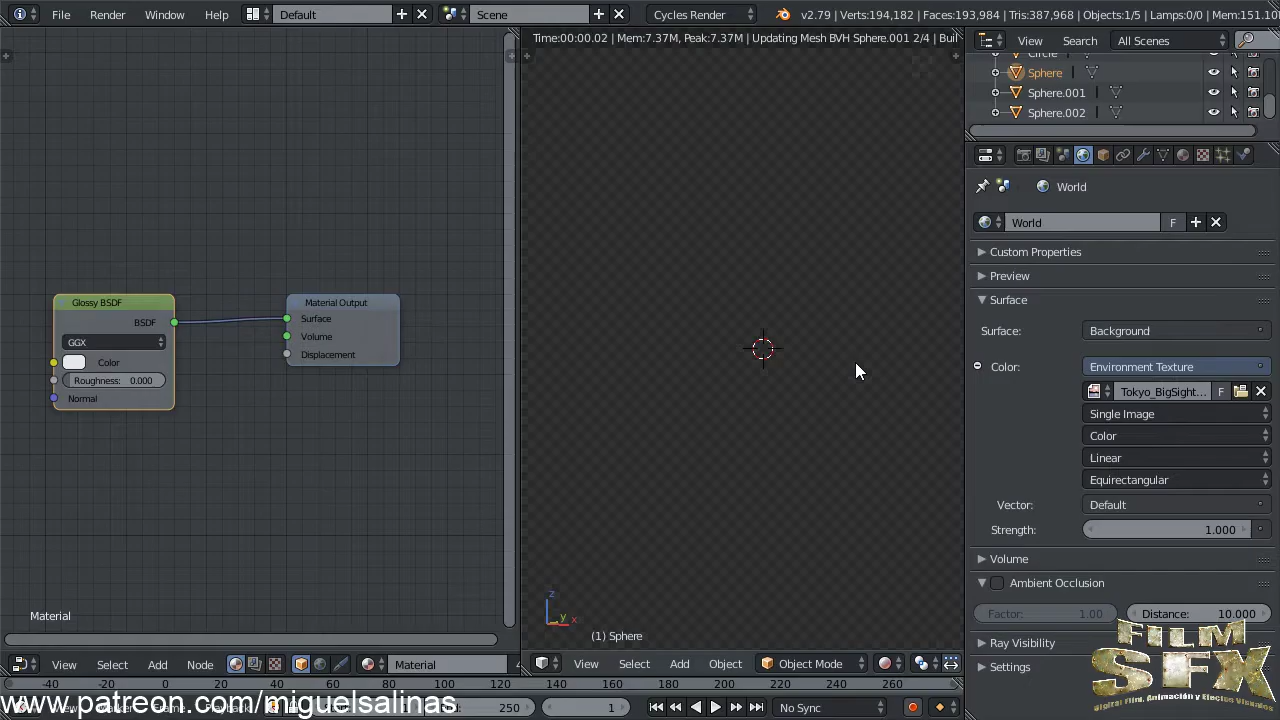 File Render Window Help Default Scene Cycles Render v2.79 | Verts:194,182 | Faces:193,984 | Tris:387,968 | Objects:1/5 | Lamps:0/0 | Mem:151.10
Time:00:00.02 | Mem:7.37M, Peak:7.37M | Updating Mesh BVH Sphere.001 2/4 | Buil
View Search All Scenes
Circle
Sphere
Sphere.001
Sphere.002
World
World F
Custom Properties
Preview
Surface
Surface: Background
Color: Environment Texture
Tokyo_BigSight... F
Single Image
Color
Linear
Equirectangular
Vector: Default
Strength: 1.000
Volume
Ambient Occlusion
Factor: 1.00 Distance: 10.000
Ray Visibility
Settings
Glossy BSDF
BSDF
GGX
Color
Roughness: 0.000
Normal
Material Output
Surface
Volume
Displacement
Material
z
y
x
(1) Sphere
View Select Add Node Material 4
View Select Add Object Object Mode
-40 -20 0 20 40 60 80 100 120 140 160 180 200 220 240 260
www.patreon.com/miguelsalinas
250 1 No Sync
FILM
SFX
Digital Film, Animación y Efectos Visuales